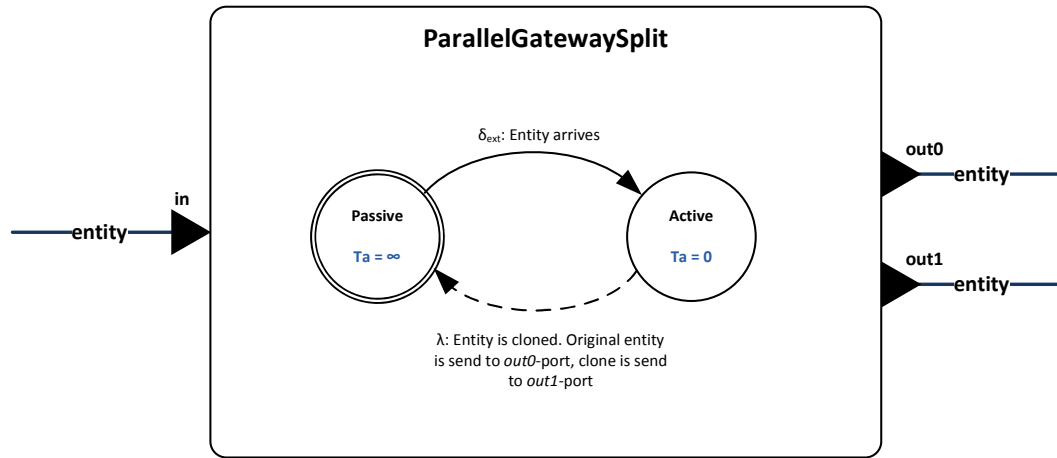 ParallelGatewaySplit
δext: Entity arrives
in
entity
Passive
Ta = ∞
Active
Ta = 0
out0
entity
out1
entity
λ: Entity is cloned. Original entity
is send to out0-port, clone is send
to out1-port